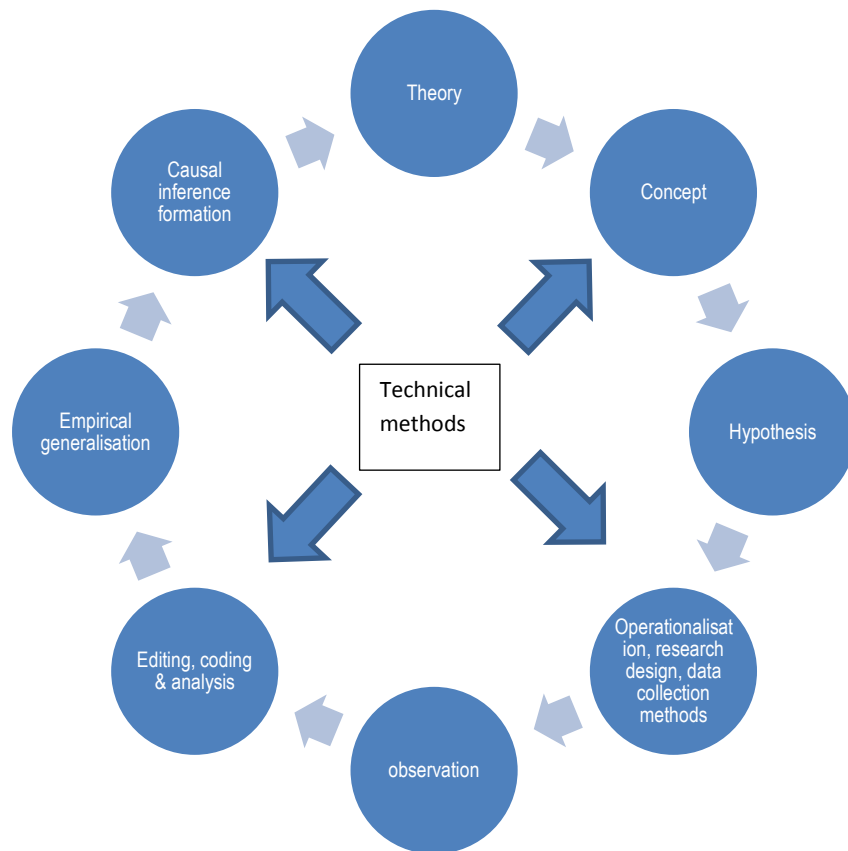 Theory
Concept
Hypothesis
Operationalisat
ion, research
design, data
collection
methods
observation
Editing, coding
& analysis
Empirical
generalisation
Causal
inference
formation
Technical
methods